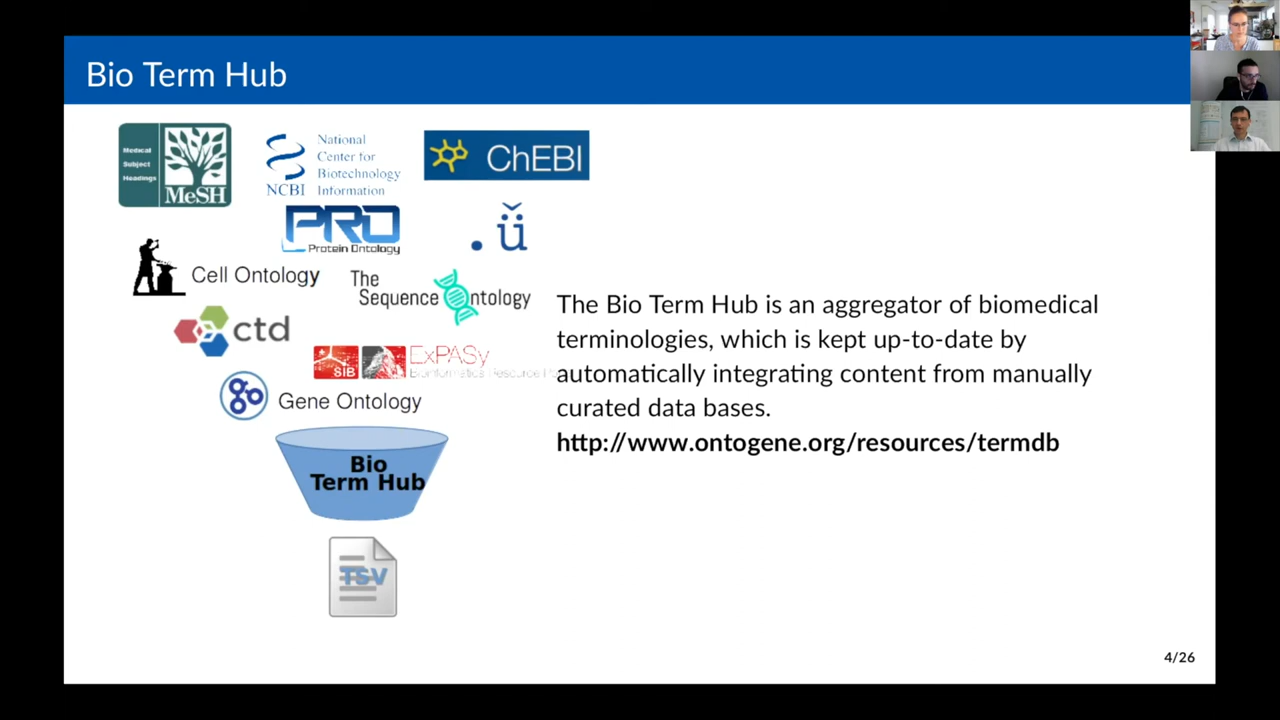 Bio Term Hub
Medical
Subject
Headings
MeSH
NCBI
National
Center for
Biotechnology
Information
ChEBI
PRO
Protein Ontology
.ǚ
Cell Ontology
The
Sequence Ontology
ctd
SIB
ExPASy
Gene Ontology
Bio
Term Hub
TSV
The Bio Term Hub is an aggregator of biomedical
terminologies, which is kept up-to-date by
automatically integrating content from manually
curated data bases.
http://www.ontogene.org/resources/termdb
4/26